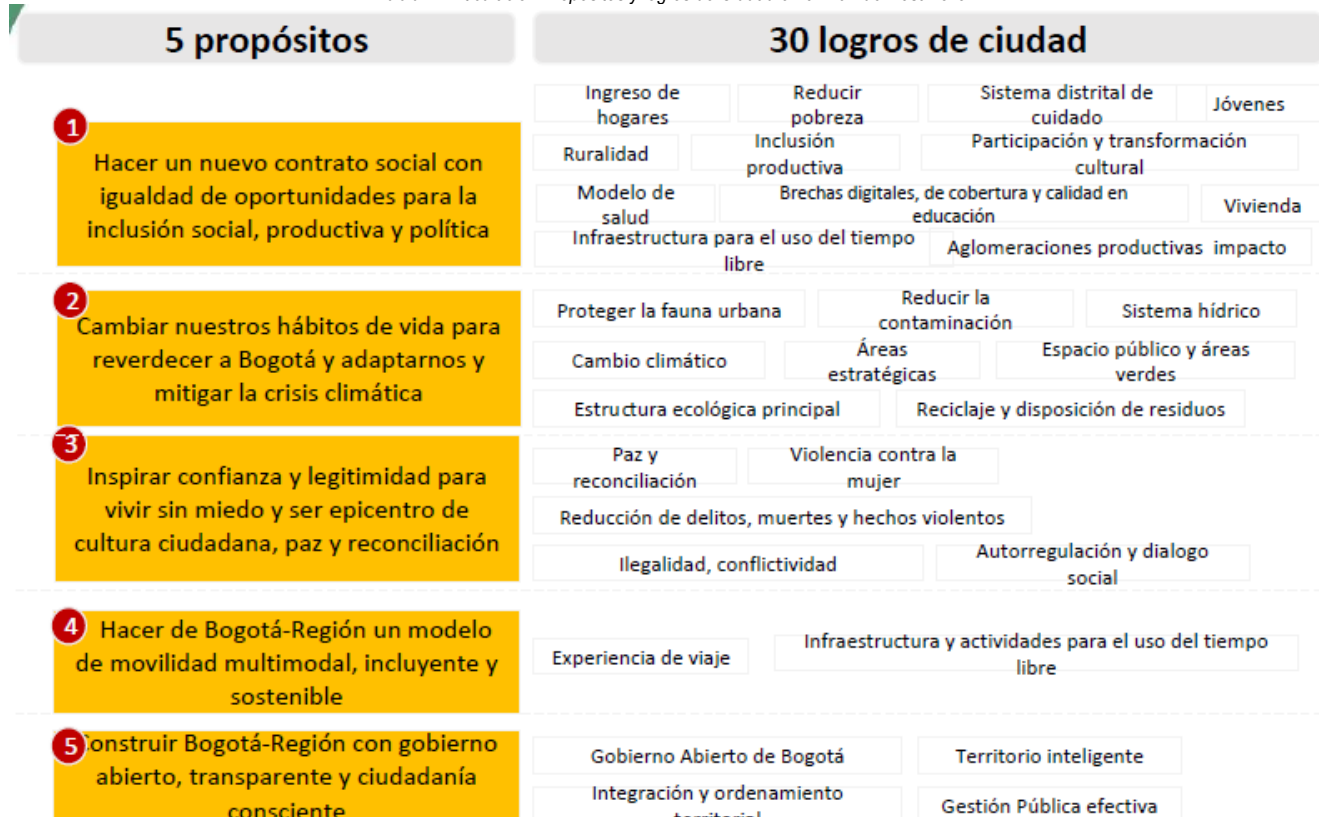 5 propósitos
30 logros de ciudad
1
Hacer un nuevo contrato social con
igualdad de oportunidades para la
inclusión social, productiva y política
Ingreso de
hogares
Reducir
pobreza
Sistema distrital de
cuidado
Jóvenes
Ruralidad
Inclusión
productiva
Participación y transformación
cultural
Modelo de
salud
Brechas digitales, de cobertura y calidad en
educación
Vivienda
Infraestructura para el uso del tiempo
libre
Aglomeraciones productivas impacto
2
Cambiar nuestros hábitos de vida para
reverdecer a Bogotá y adaptarnos y
mitigar la crisis climática
Proteger la fauna urbana
Reducir la
contaminación
Sistema hídrico
Cambio climático
Áreas
estratégicas
Espacio público y áreas
verdes
Estructura ecológica principal
Reciclaje y disposición de residuos
3
Inspirar confianza y legitimidad para
vivir sin miedo y ser epicentro de
cultura ciudadana, paz y reconciliación
Paz y
reconciliación
Violencia contra la
mujer
Reducción de delitos, muertes y hechos violentos
Ilegalidad, conflictividad
Autorregulación y dialogo
social
4
Hacer de Bogotá-Región un modelo
de movilidad multimodal, incluyente y
sostenible
Experiencia de viaje
Infraestructura y actividades para el uso del tiempo
libre
5
Construir Bogotá-Región con gobierno
abierto, transparente y ciudadanía
consciente
Gobierno Abierto de Bogotá
Territorio inteligente
Integración y ordenamiento
territorial
Gestión Pública efectiva